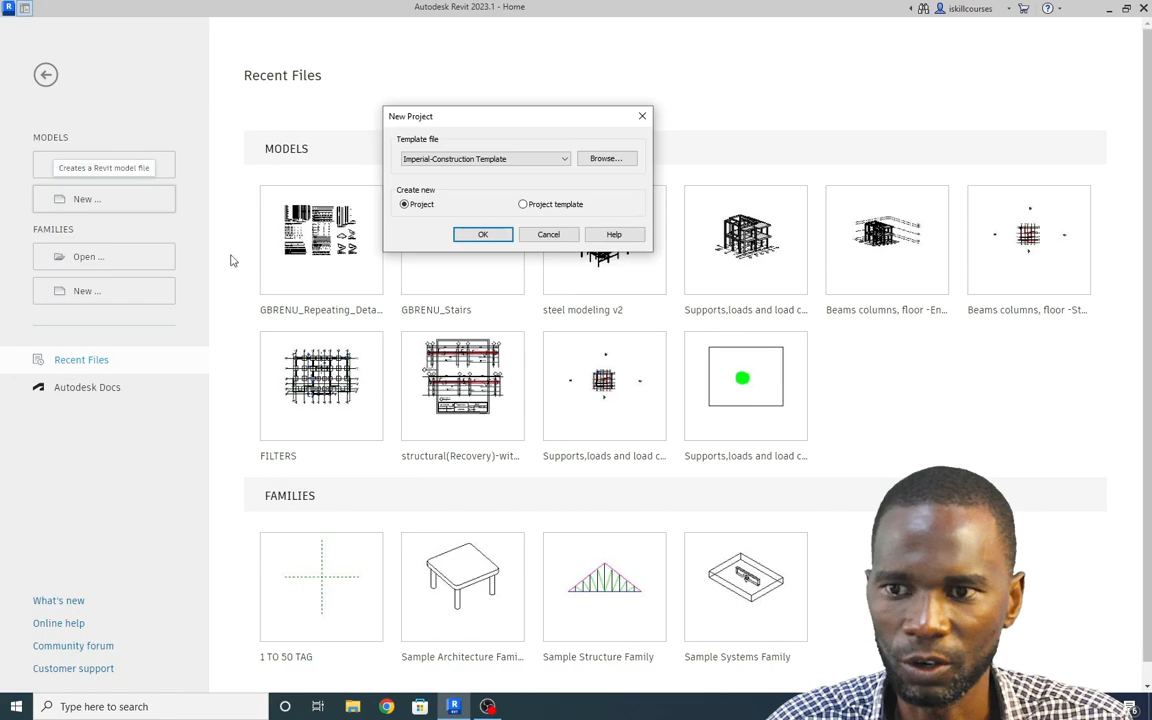 Autodesk Revit 2023.1 - Home
iskillcourses
Recent Files
New Project
Template file
Imperial-Construction Template
Browse...
Create new
Project
Project template
OK
Cancel
Help
MODELS
Creates a Revit model file
New ...
FAMILIES
Open ...
New ...
Recent Files
Autodesk Docs
What's new
Online help
Community forum
Customer support
MODELS
GBRENU_Repeating_Deta...
GBRENU_Stairs
steel modeling v2
Supports,loads and load c...
Beams columns, floor -En...
Beams columns, floor -St...
FILTERS
structural(Recovery)-wit...
Supports,loads and load c...
Supports,loads and load c...
FAMILIES
1 TO 50 TAG
Sample Architecture Fami...
Sample Structure Family
Sample Systems Family
Type here to search